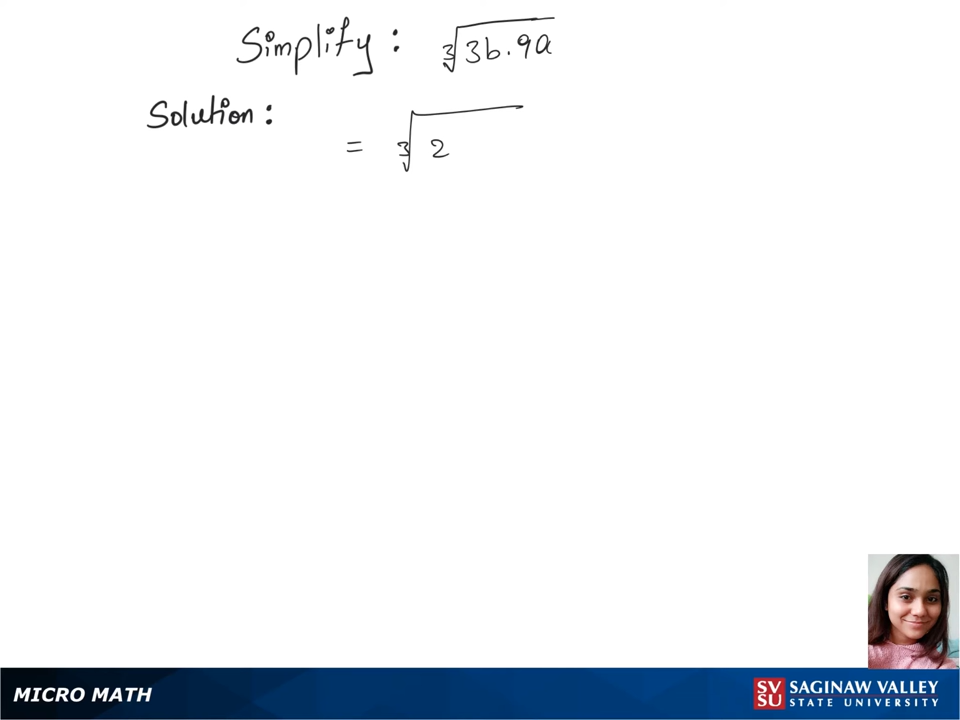 Simplify: ∛3b.9a
Solution:
= ∛2
MICRO MATH
SV SU SAGINAW VALLEY STATE UNIVERSITY